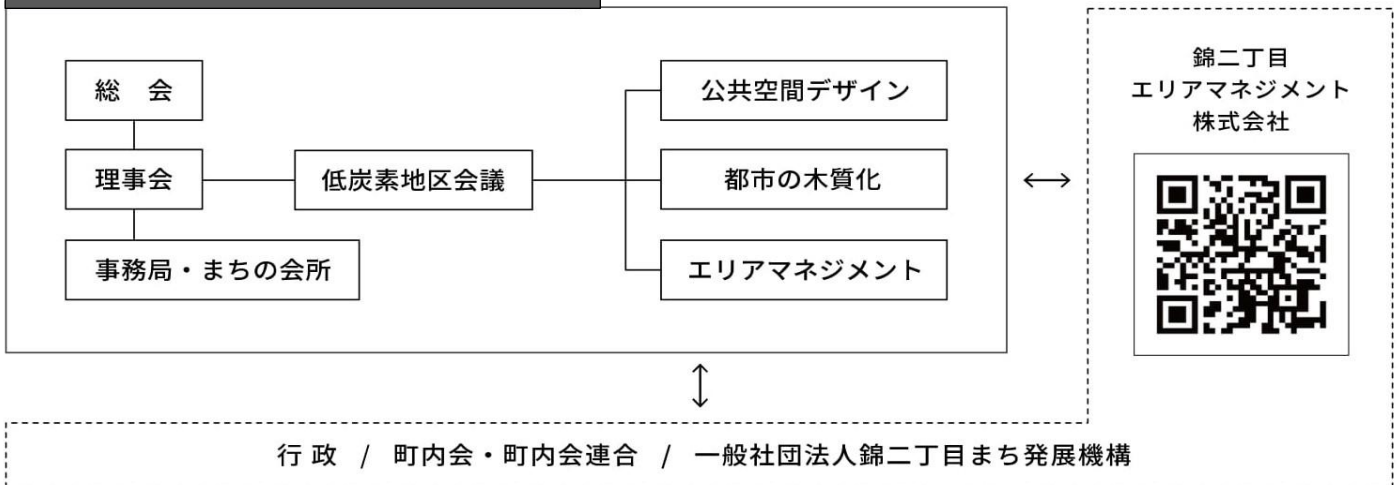 総 会
理事会
事務局・まちの会所
低炭素地区会議
公共空間デザイン
都市の木質化
エリアマネジメント
錦二丁目
エリアマネジメント
株式会社
行 政 / 町内会・町内会連合 / 一般社団法人錦二丁目まち発展機構